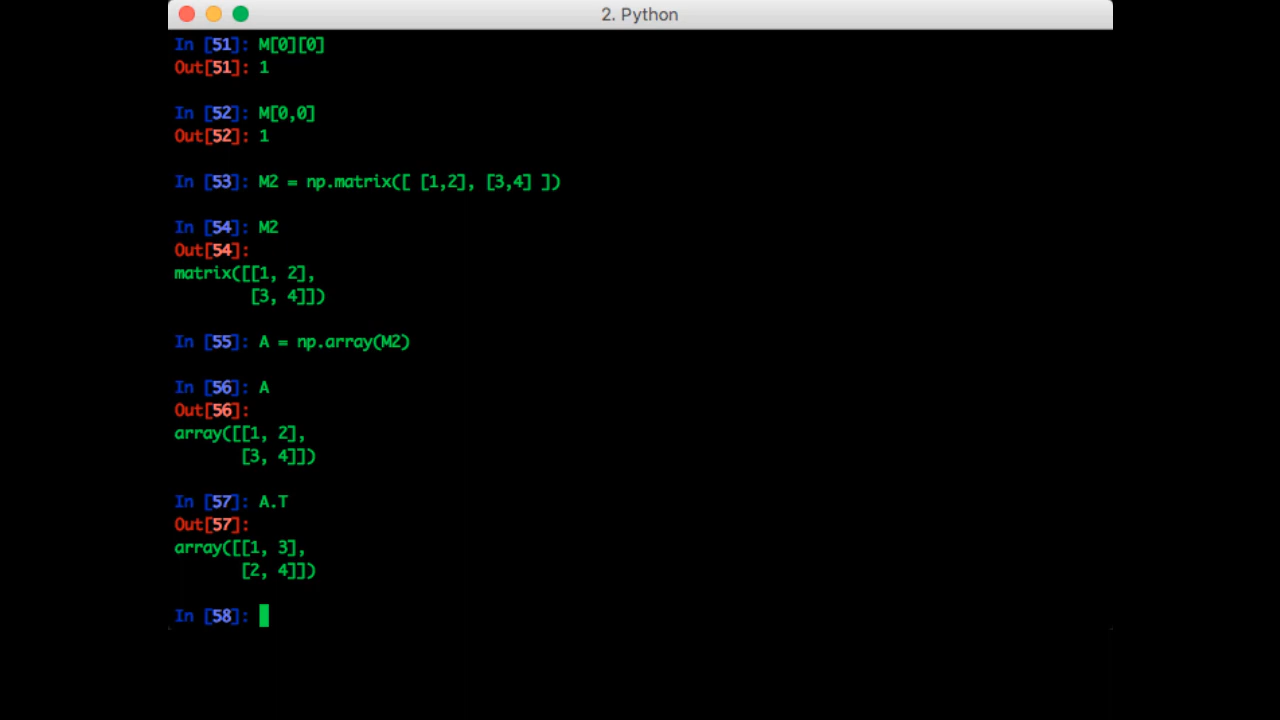 2. Python
In [51]: M[0][0]
Out[51]: 1
In [52]: M[0,0]
Out[52]: 1
In [53]: M2 = np.matrix([ [1,2], [3,4] ])
In [54]: M2
Out[54]:
matrix([[1, 2],
        [3, 4]])
In [55]: A = np.array(M2)
In [56]: A
Out[56]:
array([[1, 2],
       [3, 4]])
In [57]: A.T
Out[57]:
array([[1, 3],
       [2, 4]])
In [58]: